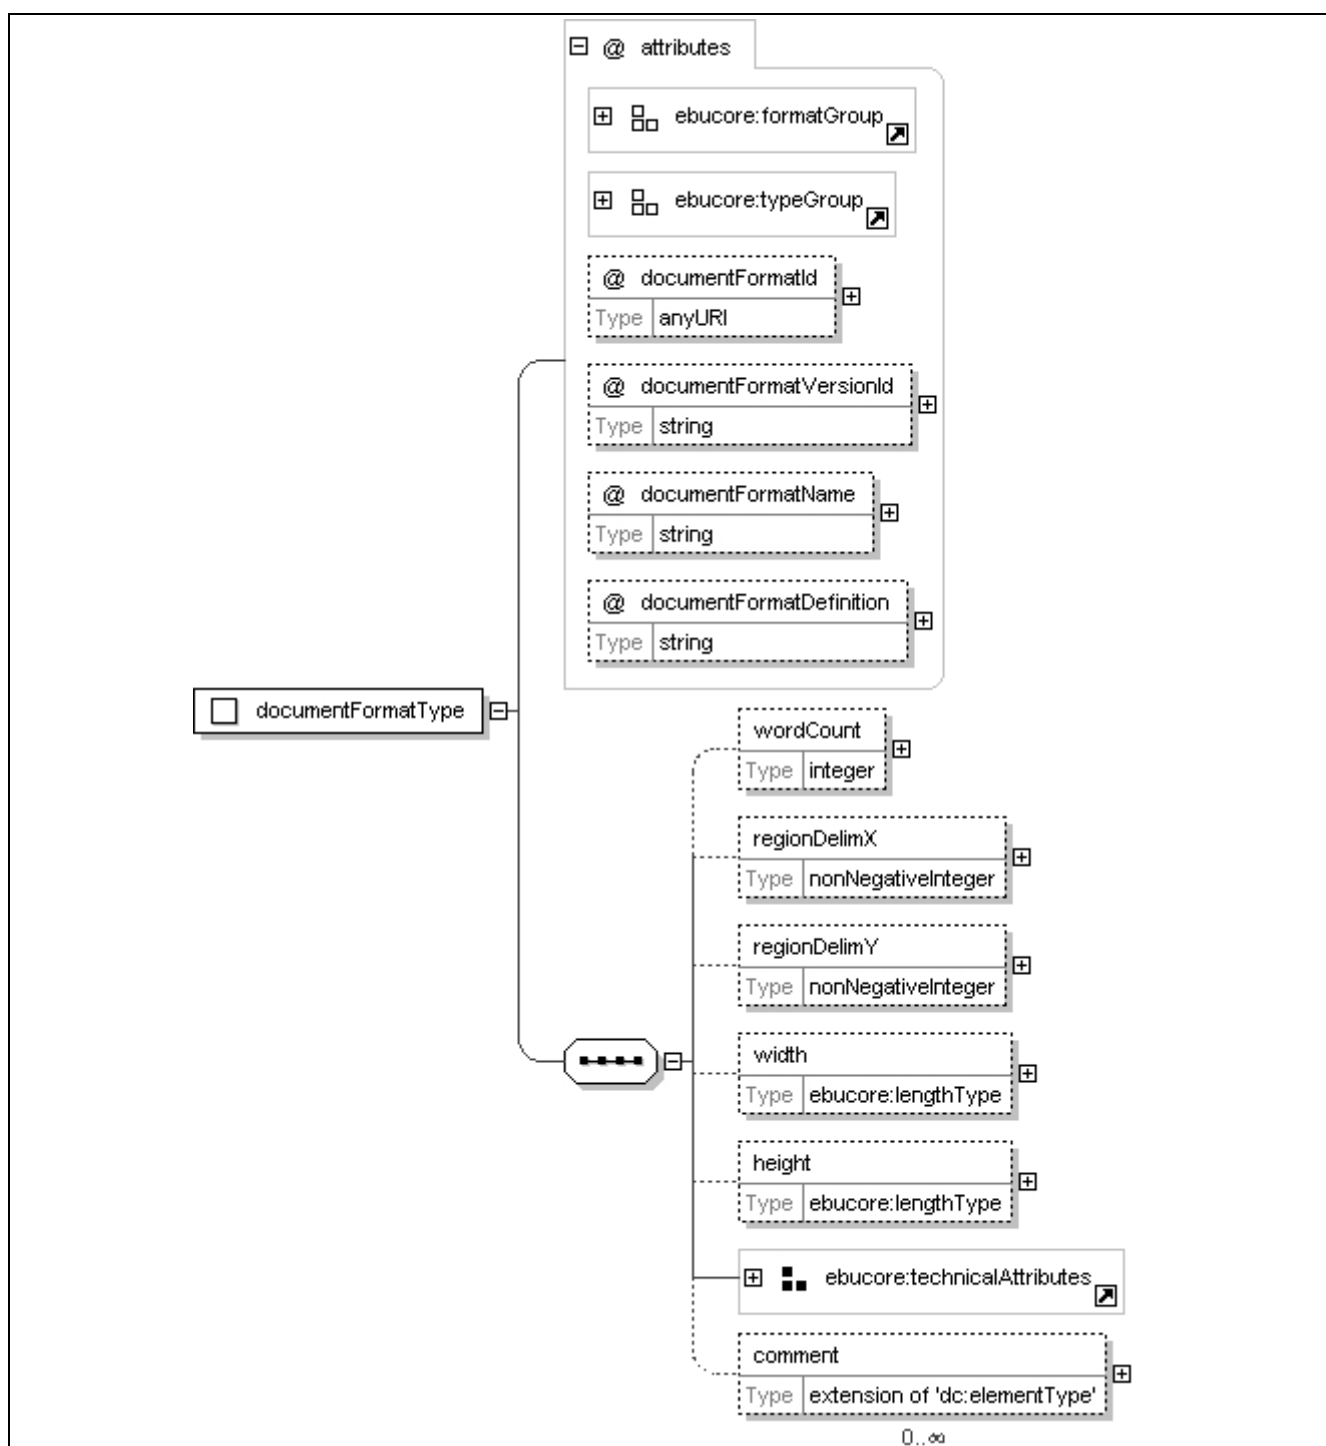 @ attributes
ebucore:formatGroup
ebucore:typeGroup
@ documentFormatId
Type anyURI
@ documentFormatVersionId
Type string
@ documentFormatName
Type string
@ documentFormatDefinition
Type string
documentFormatType
wordCount
Type integer
regionDelimX
Type nonNegativeInteger
regionDelimY
Type nonNegativeInteger
width
Type ebucore:lengthType
height
Type ebucore:lengthType
ebucore:technicalAttributes
comment
Type extension of 'dc:elementType'
0..∞